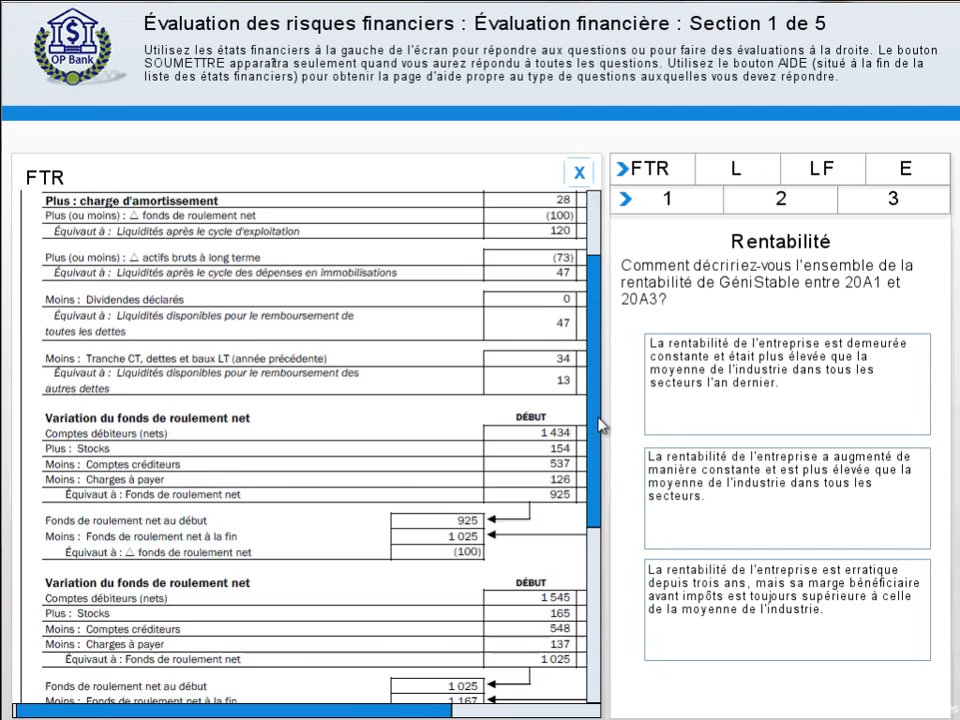 Évaluation des risques financiers : Évaluation financière : Section 1 de 5
Utilisez les états financiers à la gauche de l'écran pour répondre aux questions ou pour faire des évaluations à la droite. Le bouton
SOUMETTRE apparaîtra seulement quand vous aurez répondu à toutes les questions. Utilisez le bouton AIDE (situé à la fin de la
liste des états financiers) pour obtenir la page d'aide propre au type de questions auxquelles vous devez répondre.
OP Bank
FTR
X
Plus : charge d'amortissement 28
Plus (ou moins) : △ fonds de roulement net (100)
Équivaut à : Liquidités après le cycle d'exploitation 120
Plus (ou moins) : △ actifs bruts à long terme (73)
Équivaut à : Liquidités après le cycle des dépenses en immobilisations 47
Moins : Dividendes déclarés 0
Équivaut à : Liquidités disponibles pour le remboursement de
toutes les dettes 47
Moins : Tranche CT, dettes et baux LT (année précédente) 34
Équivaut à : Liquidités disponibles pour le remboursement des
autres dettes 13
Variation du fonds de roulement net DÉBUT
Comptes débiteurs (nets) 1 434
Plus : Stocks 154
Moins : Comptes créditeurs 537
Moins : Charges à payer 126
Équivaut à : Fonds de roulement net 925
Fonds de roulement net au début 925
Moins : Fonds de roulement net à la fin 1 025
Équivaut à : △ fonds de roulement net (100)
Variation du fonds de roulement net DÉBUT
Comptes débiteurs (nets) 1 545
Plus : Stocks 165
Moins : Comptes créditeurs 548
Moins : Charges à payer 137
Équivaut à : Fonds de roulement net 1 025
Fonds de roulement net au début 1 025
Moins : Fonds de roulement net à la fin 1 167
FTR L LF E
1 2 3
Rentabilité
Comment décririez-vous l'ensemble de la
rentabilité de GéniStable entre 20A1 et
20A3?
La rentabilité de l'entreprise est demeurée
constante et était plus élevée que la
moyenne de l'industrie dans tous les
secteurs l'an dernier.
La rentabilité de l'entreprise a augmenté de
manière constante et est plus élevée que la
moyenne de l'industrie dans tous les
secteurs.
La rentabilité de l'entreprise est erratique
depuis trois ans, mais sa marge bénéficiaire
avant impôts est toujours supérieure à celle
de la moyenne de l'industrie.